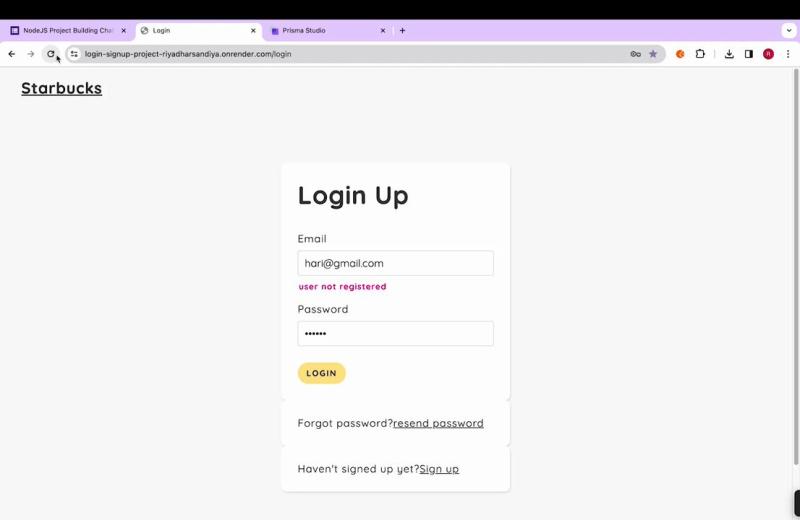 NodeJS Project Building Cha
Login
Prisma Studio
login-signup-project-riyadharsandiya.onrender.com/login
R
Starbucks
Login Up
Email
hari@gmail.com
user not registered
Password
••••••
LOGIN
Forgot password?resend password
Haven't signed up yet?Sign up